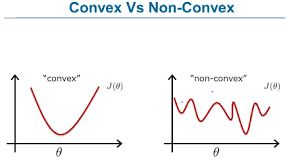 Convex Vs Non-Convex
"convex"
J(θ)
θ
"non-convex"
J(θ)
θ